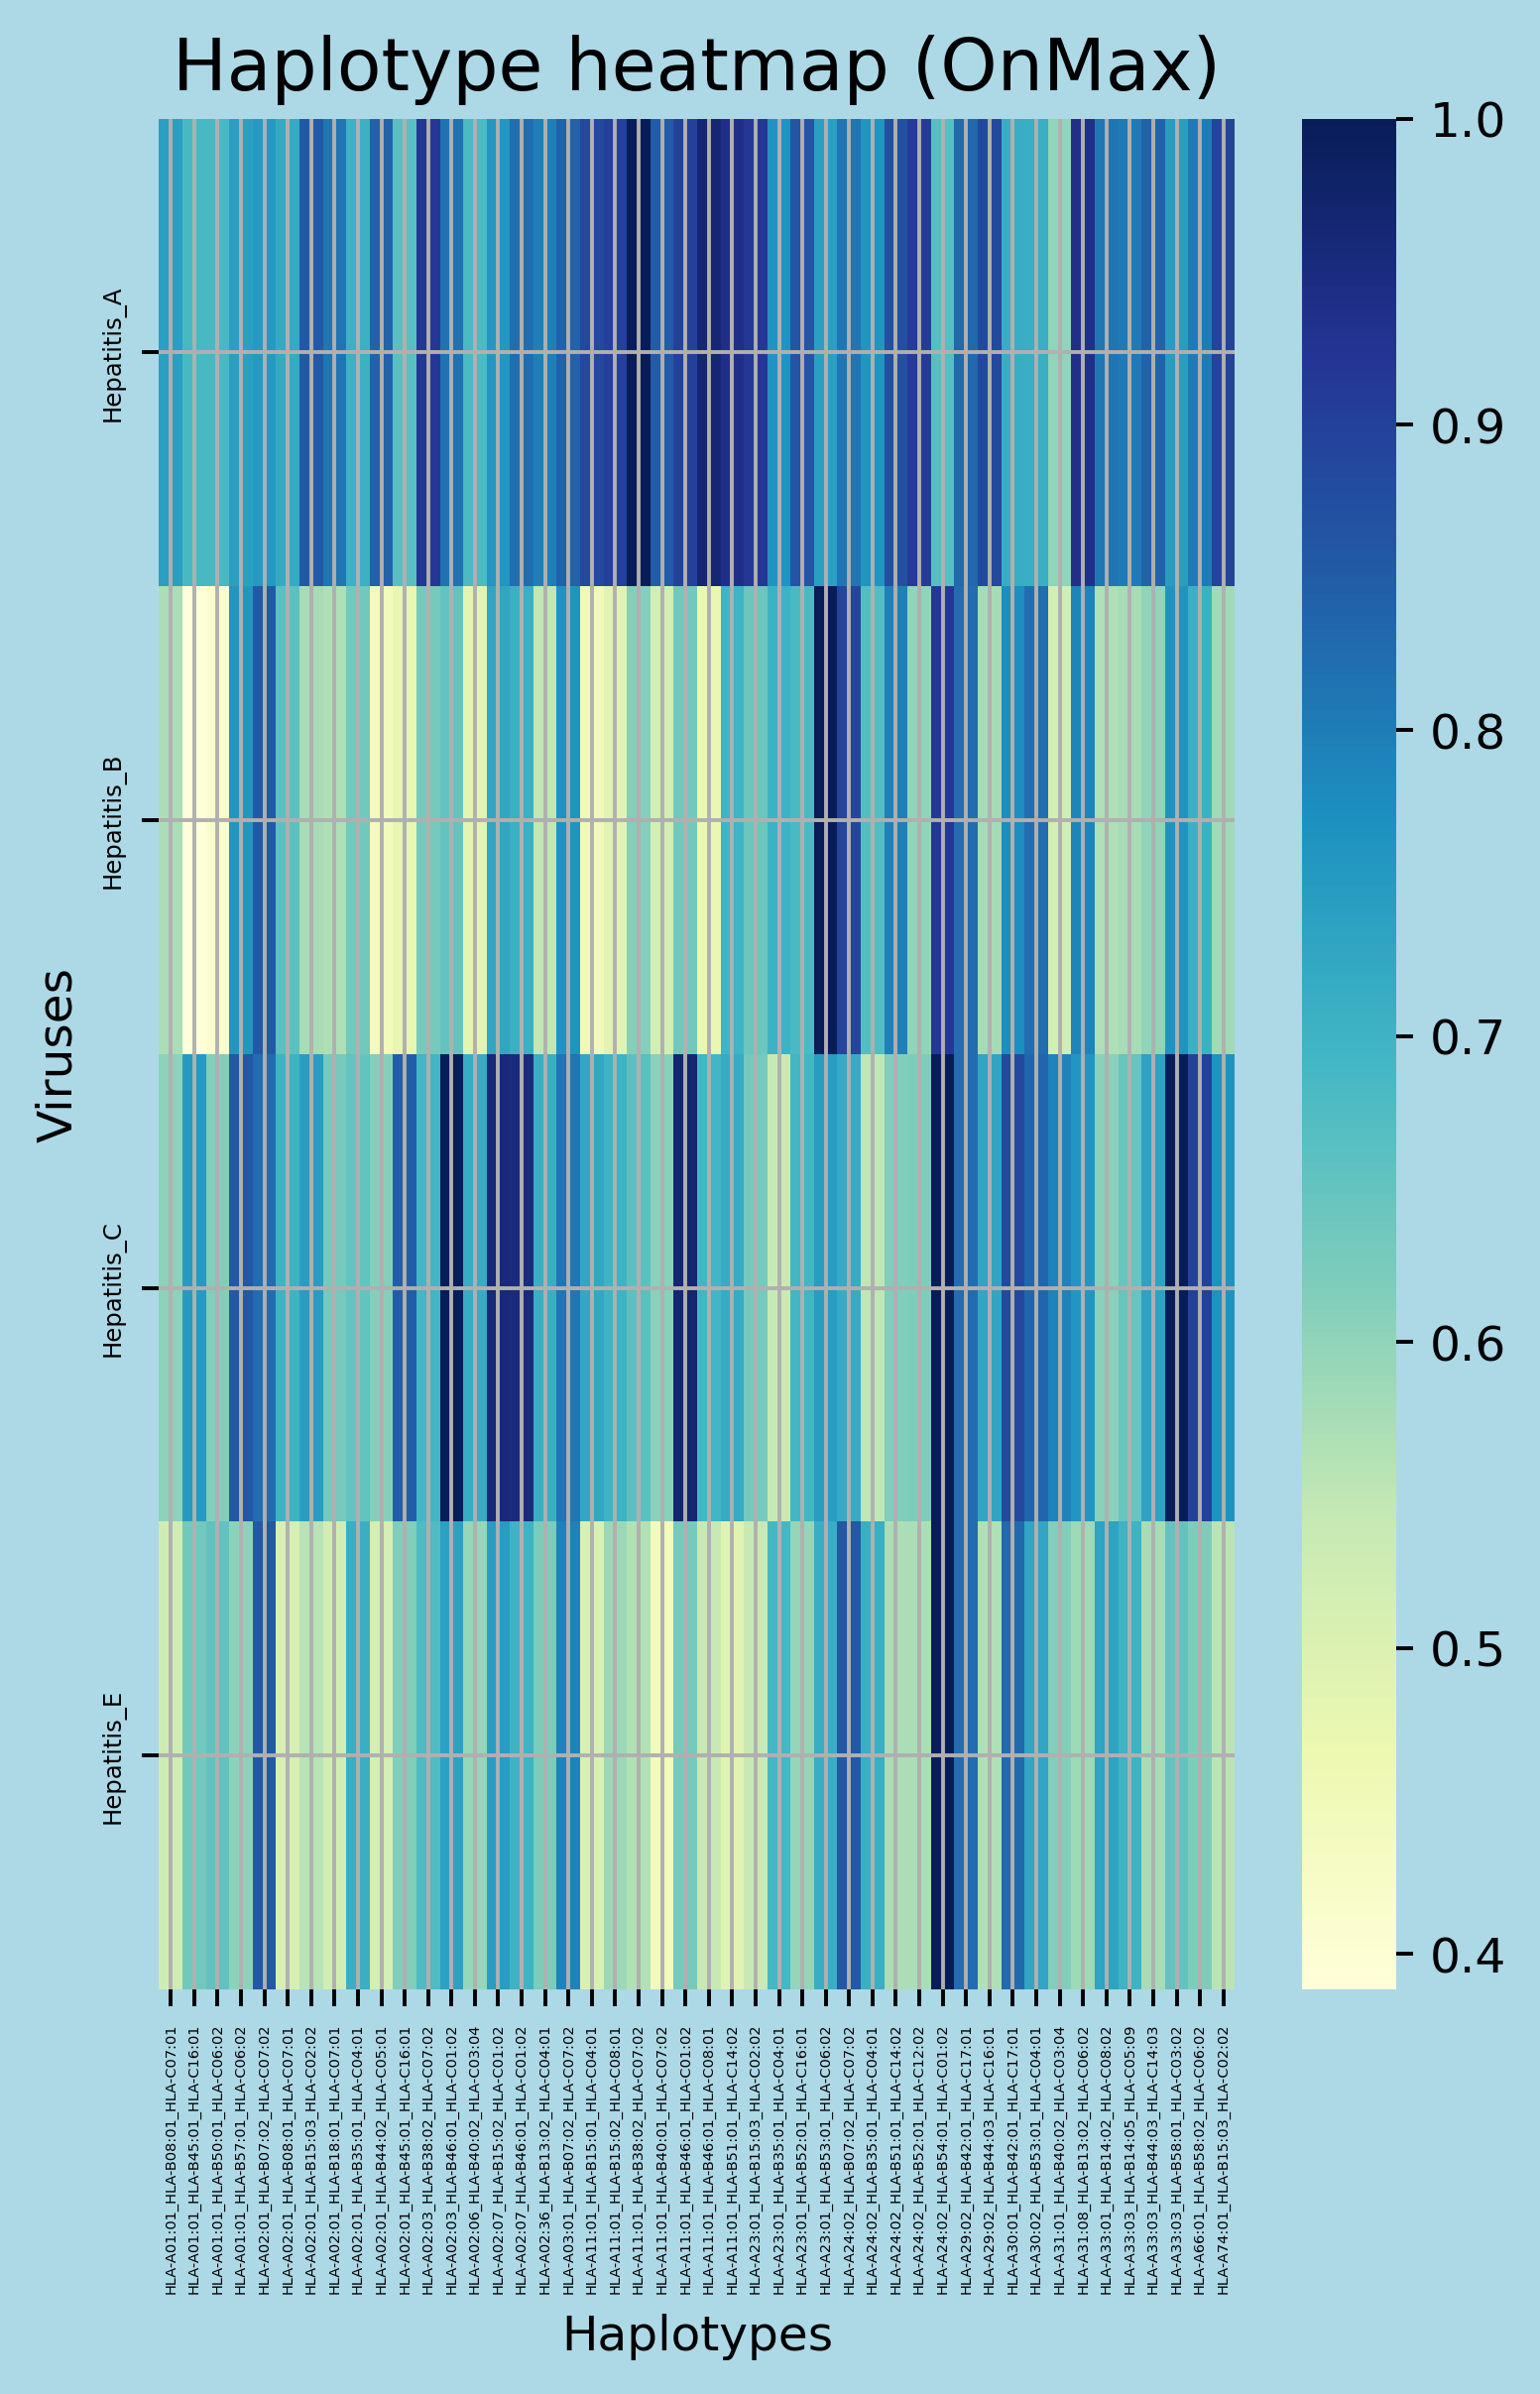 Haplotype heatmap (OnMax)
1.0
0.9
0.8
0.7
0.6
0.5
0.4
Viruses
Hepatitis_A
Hepatitis_B
Hepatitis_C
Hepatitis_E
HLA-A01:01_HLA-B08:01_HLA-C07:01
HLA-A01:01_HLA-B45:01_HLA-C16:01
HLA-A01:01_HLA-B50:01_HLA-C06:02
HLA-A01:01_HLA-B57:01_HLA-C06:02
HLA-A02:01_HLA-B07:02_HLA-C07:02
HLA-A02:01_HLA-B08:01_HLA-C07:01
HLA-A02:01_HLA-B15:03_HLA-C02:02
HLA-A02:01_HLA-B18:01_HLA-C07:01
HLA-A02:01_HLA-B35:01_HLA-C04:01
HLA-A02:01_HLA-B44:02_HLA-C05:01
HLA-A02:01_HLA-B45:01_HLA-C16:01
HLA-A02:03_HLA-B38:02_HLA-C07:02
HLA-A02:03_HLA-B46:01_HLA-C01:02
HLA-A02:06_HLA-B40:02_HLA-C03:04
HLA-A02:07_HLA-B15:02_HLA-C01:02
HLA-A02:07_HLA-B46:01_HLA-C01:02
HLA-A02:36_HLA-B13:02_HLA-C04:01
HLA-A03:01_HLA-B07:02_HLA-C07:02
HLA-A11:01_HLA-B15:01_HLA-C04:01
HLA-A11:01_HLA-B15:02_HLA-C08:01
HLA-A11:01_HLA-B38:02_HLA-C07:02
HLA-A11:01_HLA-B40:01_HLA-C07:02
HLA-A11:01_HLA-B46:01_HLA-C01:02
HLA-A11:01_HLA-B46:01_HLA-C08:01
HLA-A11:01_HLA-B51:01_HLA-C14:02
HLA-A23:01_HLA-B15:03_HLA-C02:02
HLA-A23:01_HLA-B35:01_HLA-C04:01
HLA-A23:01_HLA-B52:01_HLA-C16:01
HLA-A23:01_HLA-B53:01_HLA-C06:02
HLA-A24:02_HLA-B07:02_HLA-C07:02
HLA-A24:02_HLA-B35:01_HLA-C04:01
HLA-A24:02_HLA-B51:01_HLA-C14:02
HLA-A24:02_HLA-B52:01_HLA-C12:02
HLA-A24:02_HLA-B54:01_HLA-C01:02
HLA-A29:02_HLA-B42:01_HLA-C17:01
HLA-A29:02_HLA-B44:03_HLA-C16:01
HLA-A30:01_HLA-B42:01_HLA-C17:01
HLA-A30:02_HLA-B53:01_HLA-C04:01
HLA-A31:01_HLA-B40:02_HLA-C03:04
HLA-A31:08_HLA-B13:02_HLA-C06:02
HLA-A33:01_HLA-B14:02_HLA-C08:02
HLA-A33:03_HLA-B14:05_HLA-C05:09
HLA-A33:03_HLA-B44:03_HLA-C14:03
HLA-A33:03_HLA-B58:01_HLA-C03:02
HLA-A66:01_HLA-B58:02_HLA-C06:02
HLA-A74:01_HLA-B15:03_HLA-C02:02
Haplotypes